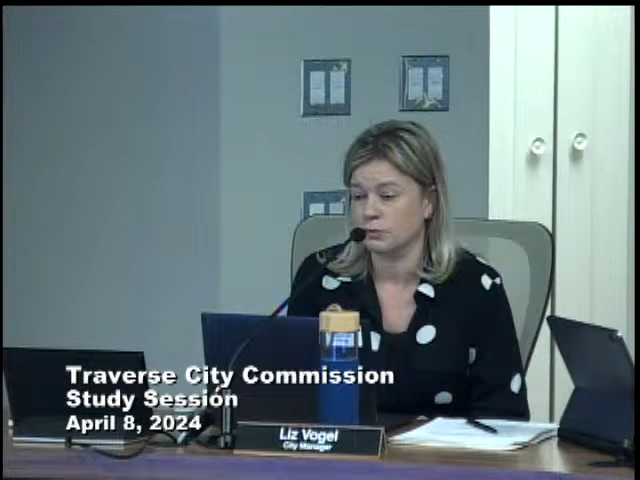 Traverse City Commission
Study Session
April 8, 2024
Liz Vogel
City Manager